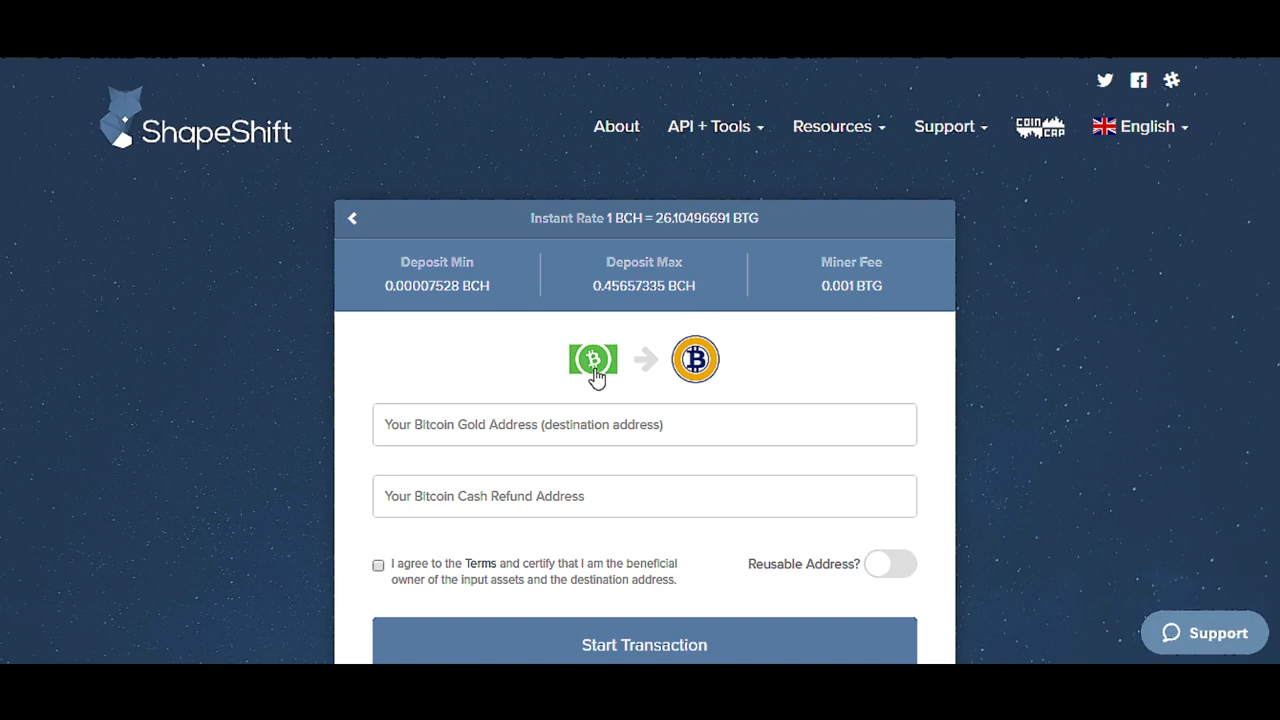 ShapeShift
About
API + Tools
Resources
Support
COIN CAP
English
Instant Rate 1 BCH = 26.10496691 BTG
Deposit Min
0.00007528 BCH
Deposit Max
0.45657335 BCH
Miner Fee
0.001 BTG
Your Bitcoin Gold Address (destination address)
Your Bitcoin Cash Refund Address
I agree to the Terms and certify that I am the beneficial
owner of the input assets and the destination address.
Reusable Address?
Start Transaction
Support